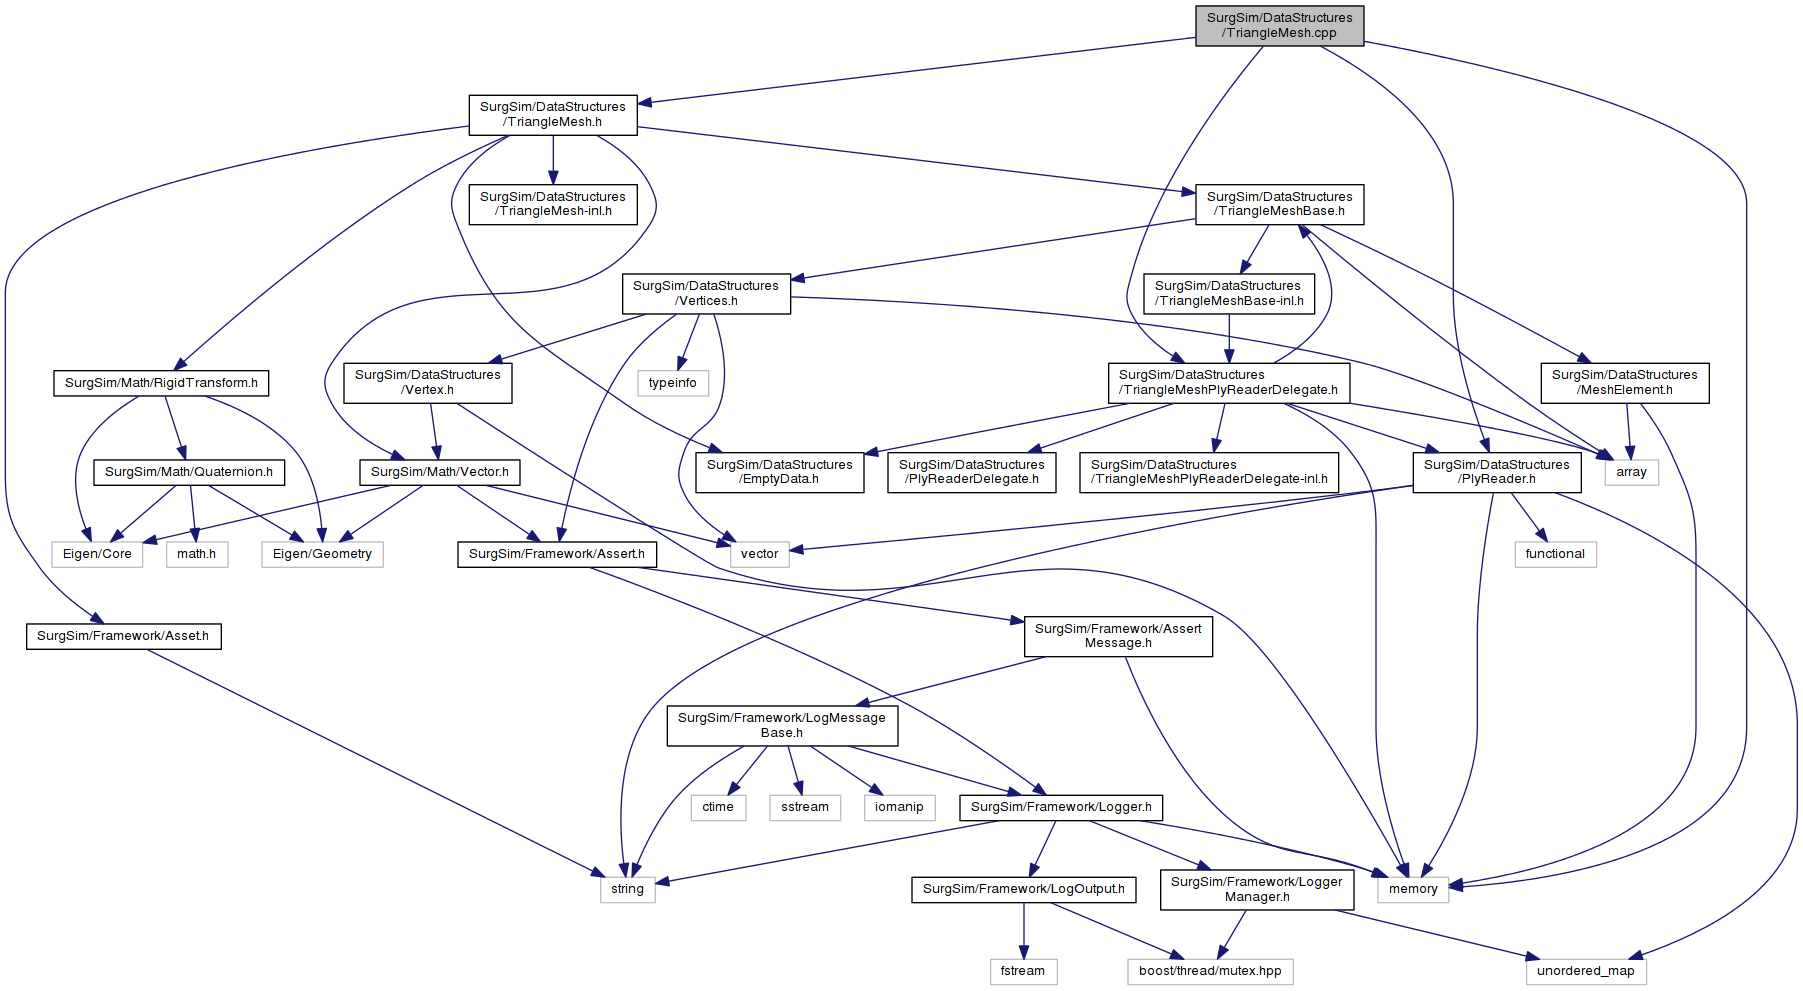 SurgSim/DataStructures
/TriangleMesh.cpp
SurgSim/DataStructures
/TriangleMesh.h
SurgSim/DataStructures
/TriangleMesh-inl.h
SurgSim/DataStructures
/TriangleMeshBase.h
SurgSim/DataStructures
/Vertices.h
SurgSim/DataStructures
/TriangleMeshBase-inl.h
SurgSim/Math/RigidTransform.h
SurgSim/DataStructures
/Vertex.h
typeinfo
SurgSim/DataStructures
/TriangleMeshPlyReaderDelegate.h
SurgSim/DataStructures
/MeshElement.h
SurgSim/Math/Quaternion.h
SurgSim/Math/Vector.h
SurgSim/DataStructures
/EmptyData.h
SurgSim/DataStructures
/PlyReaderDelegate.h
SurgSim/DataStructures
/TriangleMeshPlyReaderDelegate-inl.h
SurgSim/DataStructures
/PlyReader.h
array
Eigen/Core
math.h
Eigen/Geometry
SurgSim/Framework/Assert.h
vector
functional
SurgSim/Framework/Asset.h
SurgSim/Framework/Assert
Message.h
SurgSim/Framework/LogMessage
Base.h
ctime
sstream
iomanip
SurgSim/Framework/Logger.h
string
SurgSim/Framework/LogOutput.h
SurgSim/Framework/Logger
Manager.h
memory
fstream
boost/thread/mutex.hpp
unordered_map